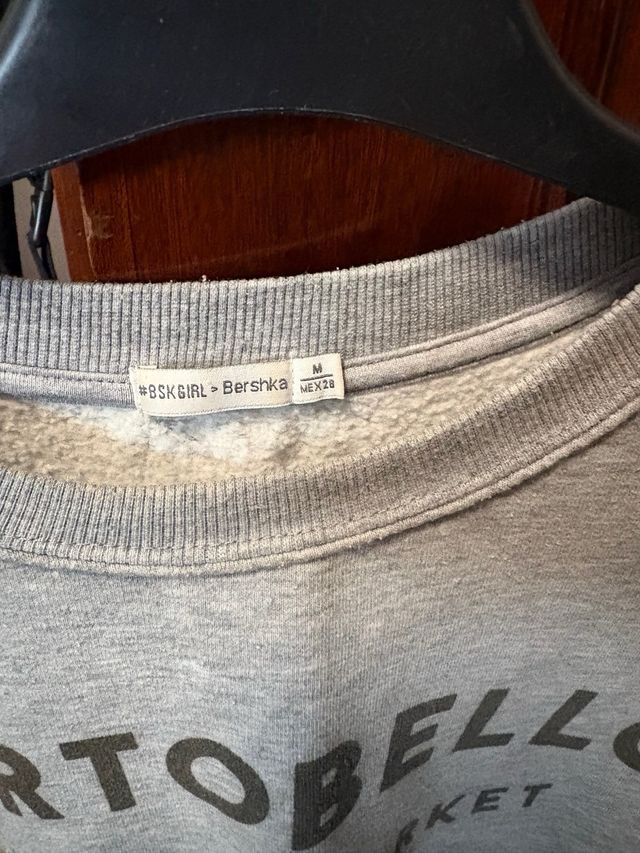 #BSKGIRL > Bershka
M
MEX28
RTOBELLO
RKET